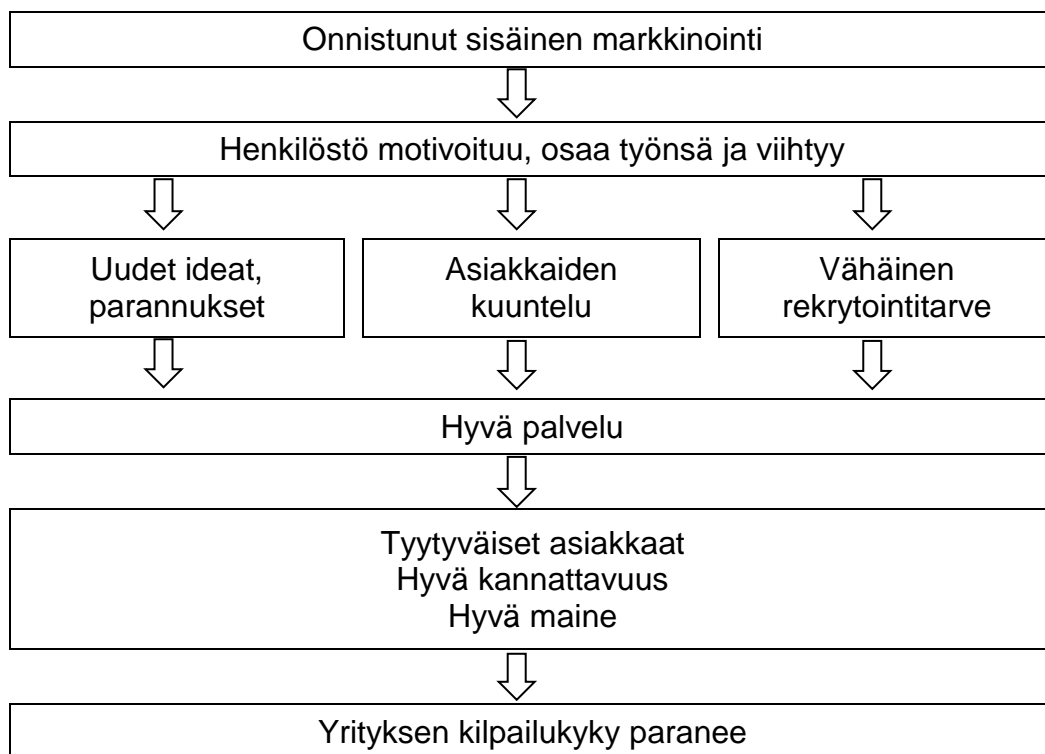 Onnistunut sisäinen markkinointi
Henkilöstö motivoituu, osaa työnsä ja viihtyy
Uudet ideat,
parannukset
Asiakkaiden
kuuntelu
Vähäinen
rekrytointitarve
Hyvä palvelu
Tyytyväiset asiakkaat
Hyvä kannattavuus
Hyvä maine
Yrityksen kilpailukyky paranee